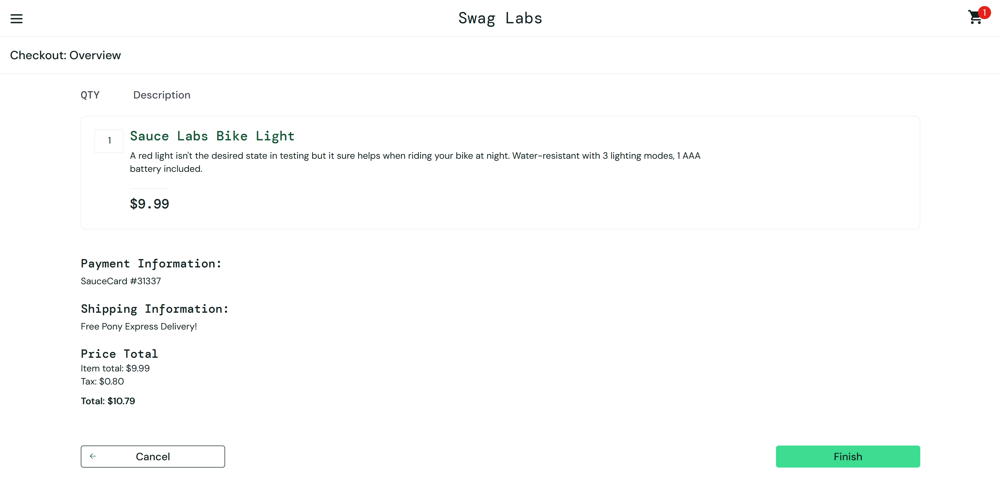 Swag Labs
1
Checkout: Overview
QTY Description
1
Sauce Labs Bike Light
A red light isn't the desired state in testing but it sure helps when riding your bike at night. Water-resistant with 3 lighting modes, 1 AAA
battery included.
$9.99
Payment Information:
SauceCard #31337
Shipping Information:
Free Pony Express Delivery!
Price Total
Item total: $9.99
Tax: $0.80
Total: $10.79
Cancel
Finish